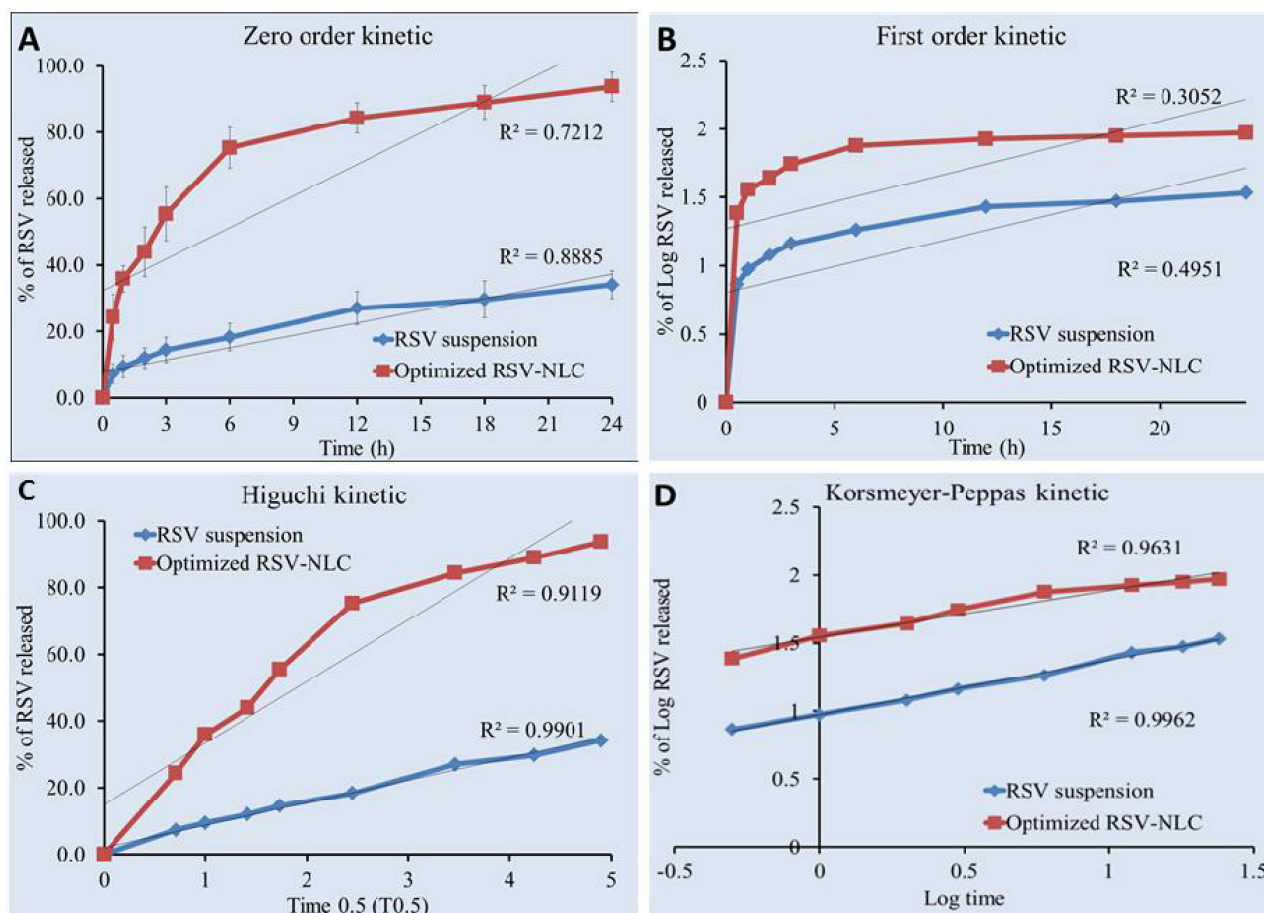 A
Zero order kinetic
100.0
80.0
60.0
40.0
20.0
0.0
% of RSV released
R² = 0.7212
R² = 0.8885
RSV suspension
Optimized RSV-NLC
0 3 6 9 12 15 18 21 24
Time (h)
B
First order kinetic
2.5
2
1.5
1
0.5
0
% of Log RSV released
R² = 0.3052
R² = 0.4951
RSV suspension
Optimized RSV-NLC
0 5 10 15 20
Time (h)
C
Higuchi kinetic
100.0
80.0
60.0
40.0
20.0
0.0
% of RSV released
RSV suspension
Optimized RSV-NLC
R² = 0.9119
R² = 0.9901
0 1 2 3 4 5
Time 0.5 (T0.5)
D
Korsmeyer-Peppas kinetic
2.5
2
1.5
1
0.5
0
% of Log RSV released
R² = 0.9631
R² = 0.9962
RSV suspension
Optimized RSV-NLC
-0.5 0 0.5 1 1.5
Log time